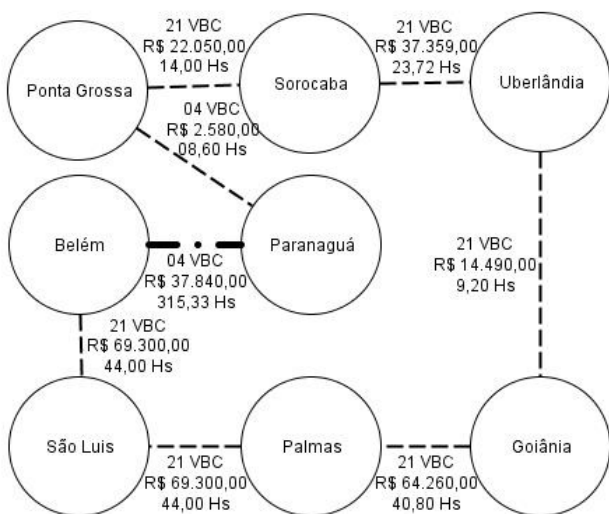 21 VBC
R$ 22.050,00
14,00 Hs
21 VBC
R$ 37.359,00
23,72 Hs
Ponta Grossa
Sorocaba
Uberlândia
04 VBC
R$ 2.580,00
08,60 Hs
Belém
Paranaguá
04 VBC
R$ 37.840,00
315,33 Hs
21 VBC
R$ 14.490,00
9,20 Hs
21 VBC
R$ 69.300,00
44,00 Hs
São Luis
Palmas
Goiânia
21 VBC
R$ 69.300,00
44,00 Hs
21 VBC
R$ 64.260,00
40,80 Hs